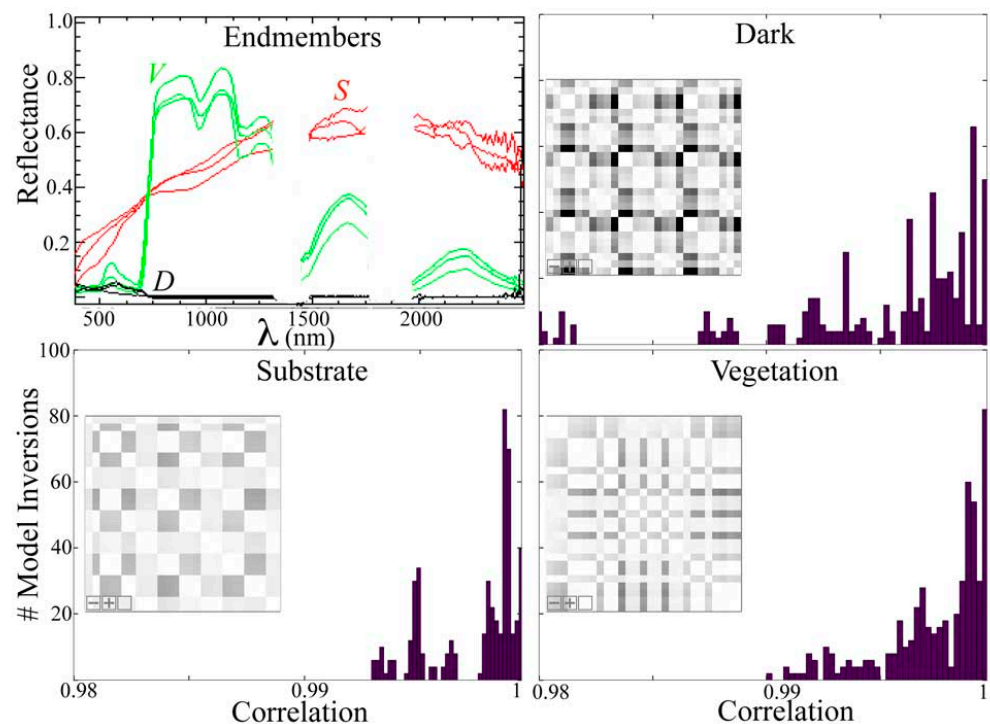 Endmembers
Reflectance
1.0
0.8
0.6
0.4
0.2
S
D
500
1000
1500
2000
λ (nm)
Dark
Substrate
# Model Inversions
100
80
60
40
20
0.98
0.99
1
Correlation
Vegetation
0.98
0.99
1
Correlation